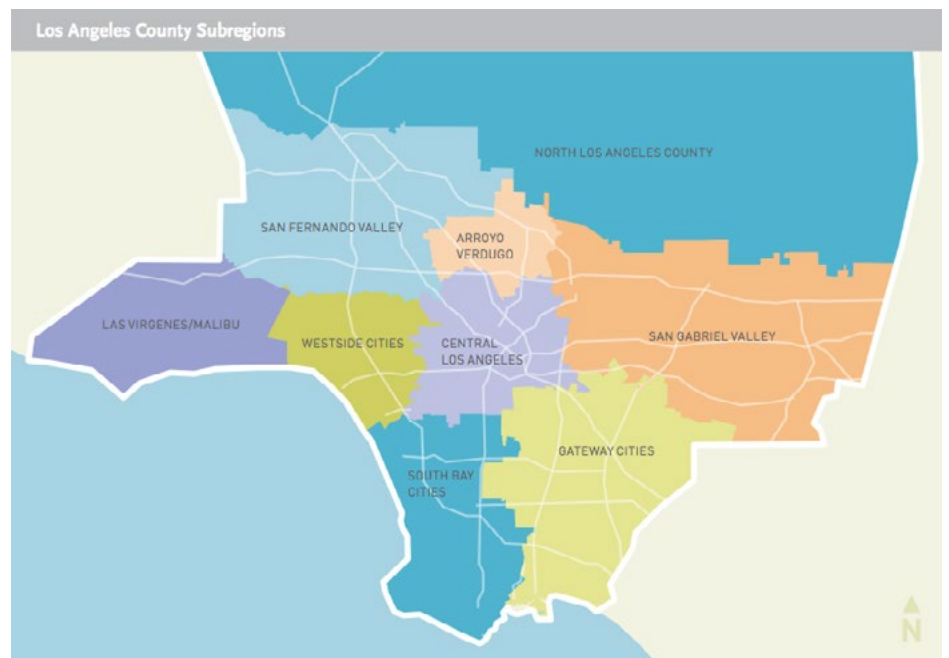 Los Angeles County Subregions
NORTH LOS ANGELES COUNTY
SAN FERNANDO VALLEY
ARROYO
VERDUGO
LAS VIRGENES/MALIBU
WESTSIDE CITIES
CENTRAL
LOS ANGELES
SAN GABRIEL VALLEY
GATEWAY CITIES
SOUTH BAY
CITIES
N